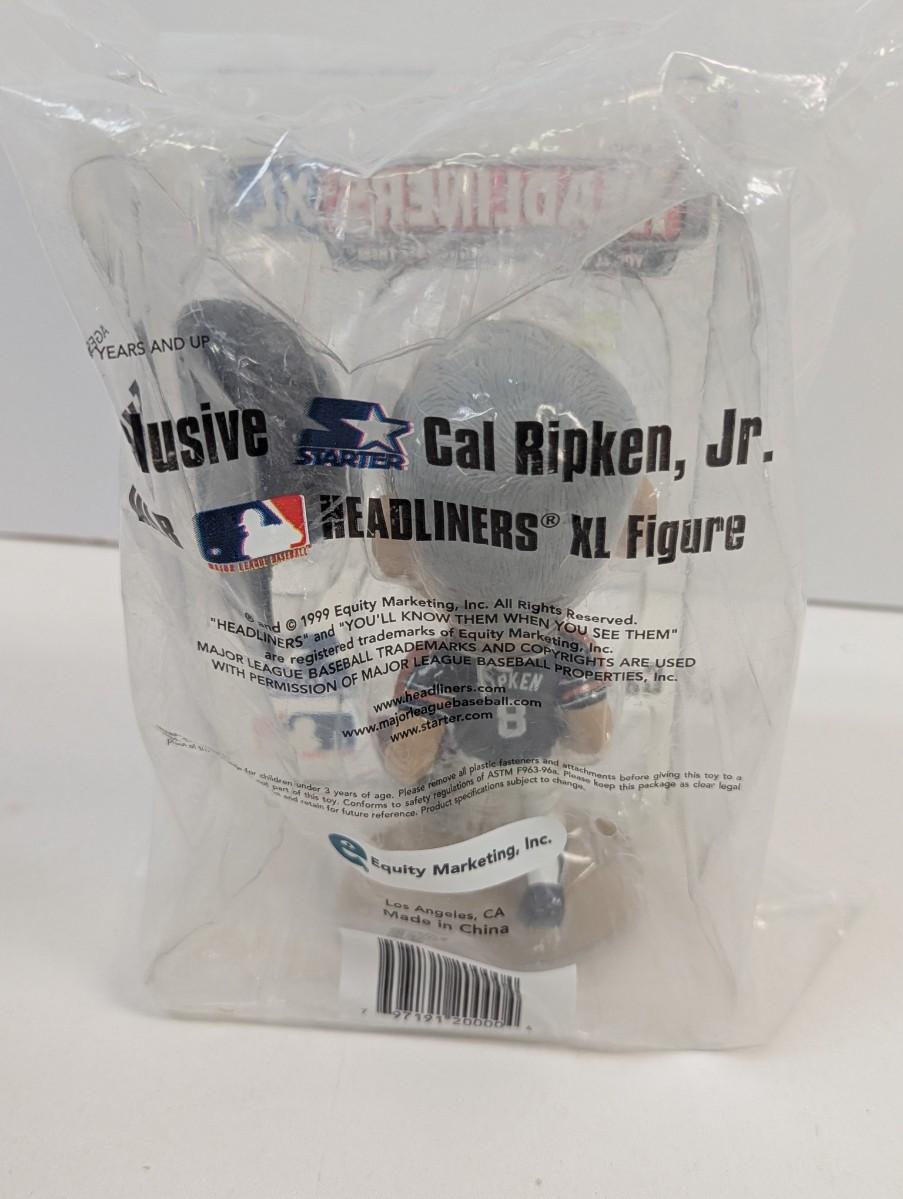 HEADLINERS XL
AGES
YEARS AND UP
lusive STARTER Cal Ripken, Jr.
MAJOR LEAGUE BASEBALL HEADLINERS® XL Figure
® and © 1999 Equity Marketing, Inc. All Rights Reserved.
"HEADLINERS" and "YOU'LL KNOW THEM WHEN YOU SEE THEM"
are registered trademarks of Equity Marketing, Inc.
MAJOR LEAGUE BASEBALL TRADEMARKS AND COPYRIGHTS ARE USED
WITH PERMISSION OF MAJOR LEAGUE BASEBALL PROPERTIES, Inc.
www.headliners.com
www.majorleaguebaseball.com
www.starter.com
RIPKEN
8
for children under 3 years of age. Please remove all plastic fasteners and attachments before giving this toy to a
part of this toy. Conforms to safety regulations of ASTM F963-96a. Please keep this package as clear legal
and retain for future reference. Product specifications subject to change.
e Equity Marketing, Inc.
Los Angeles, CA
Made in China
7 97191 20000 4